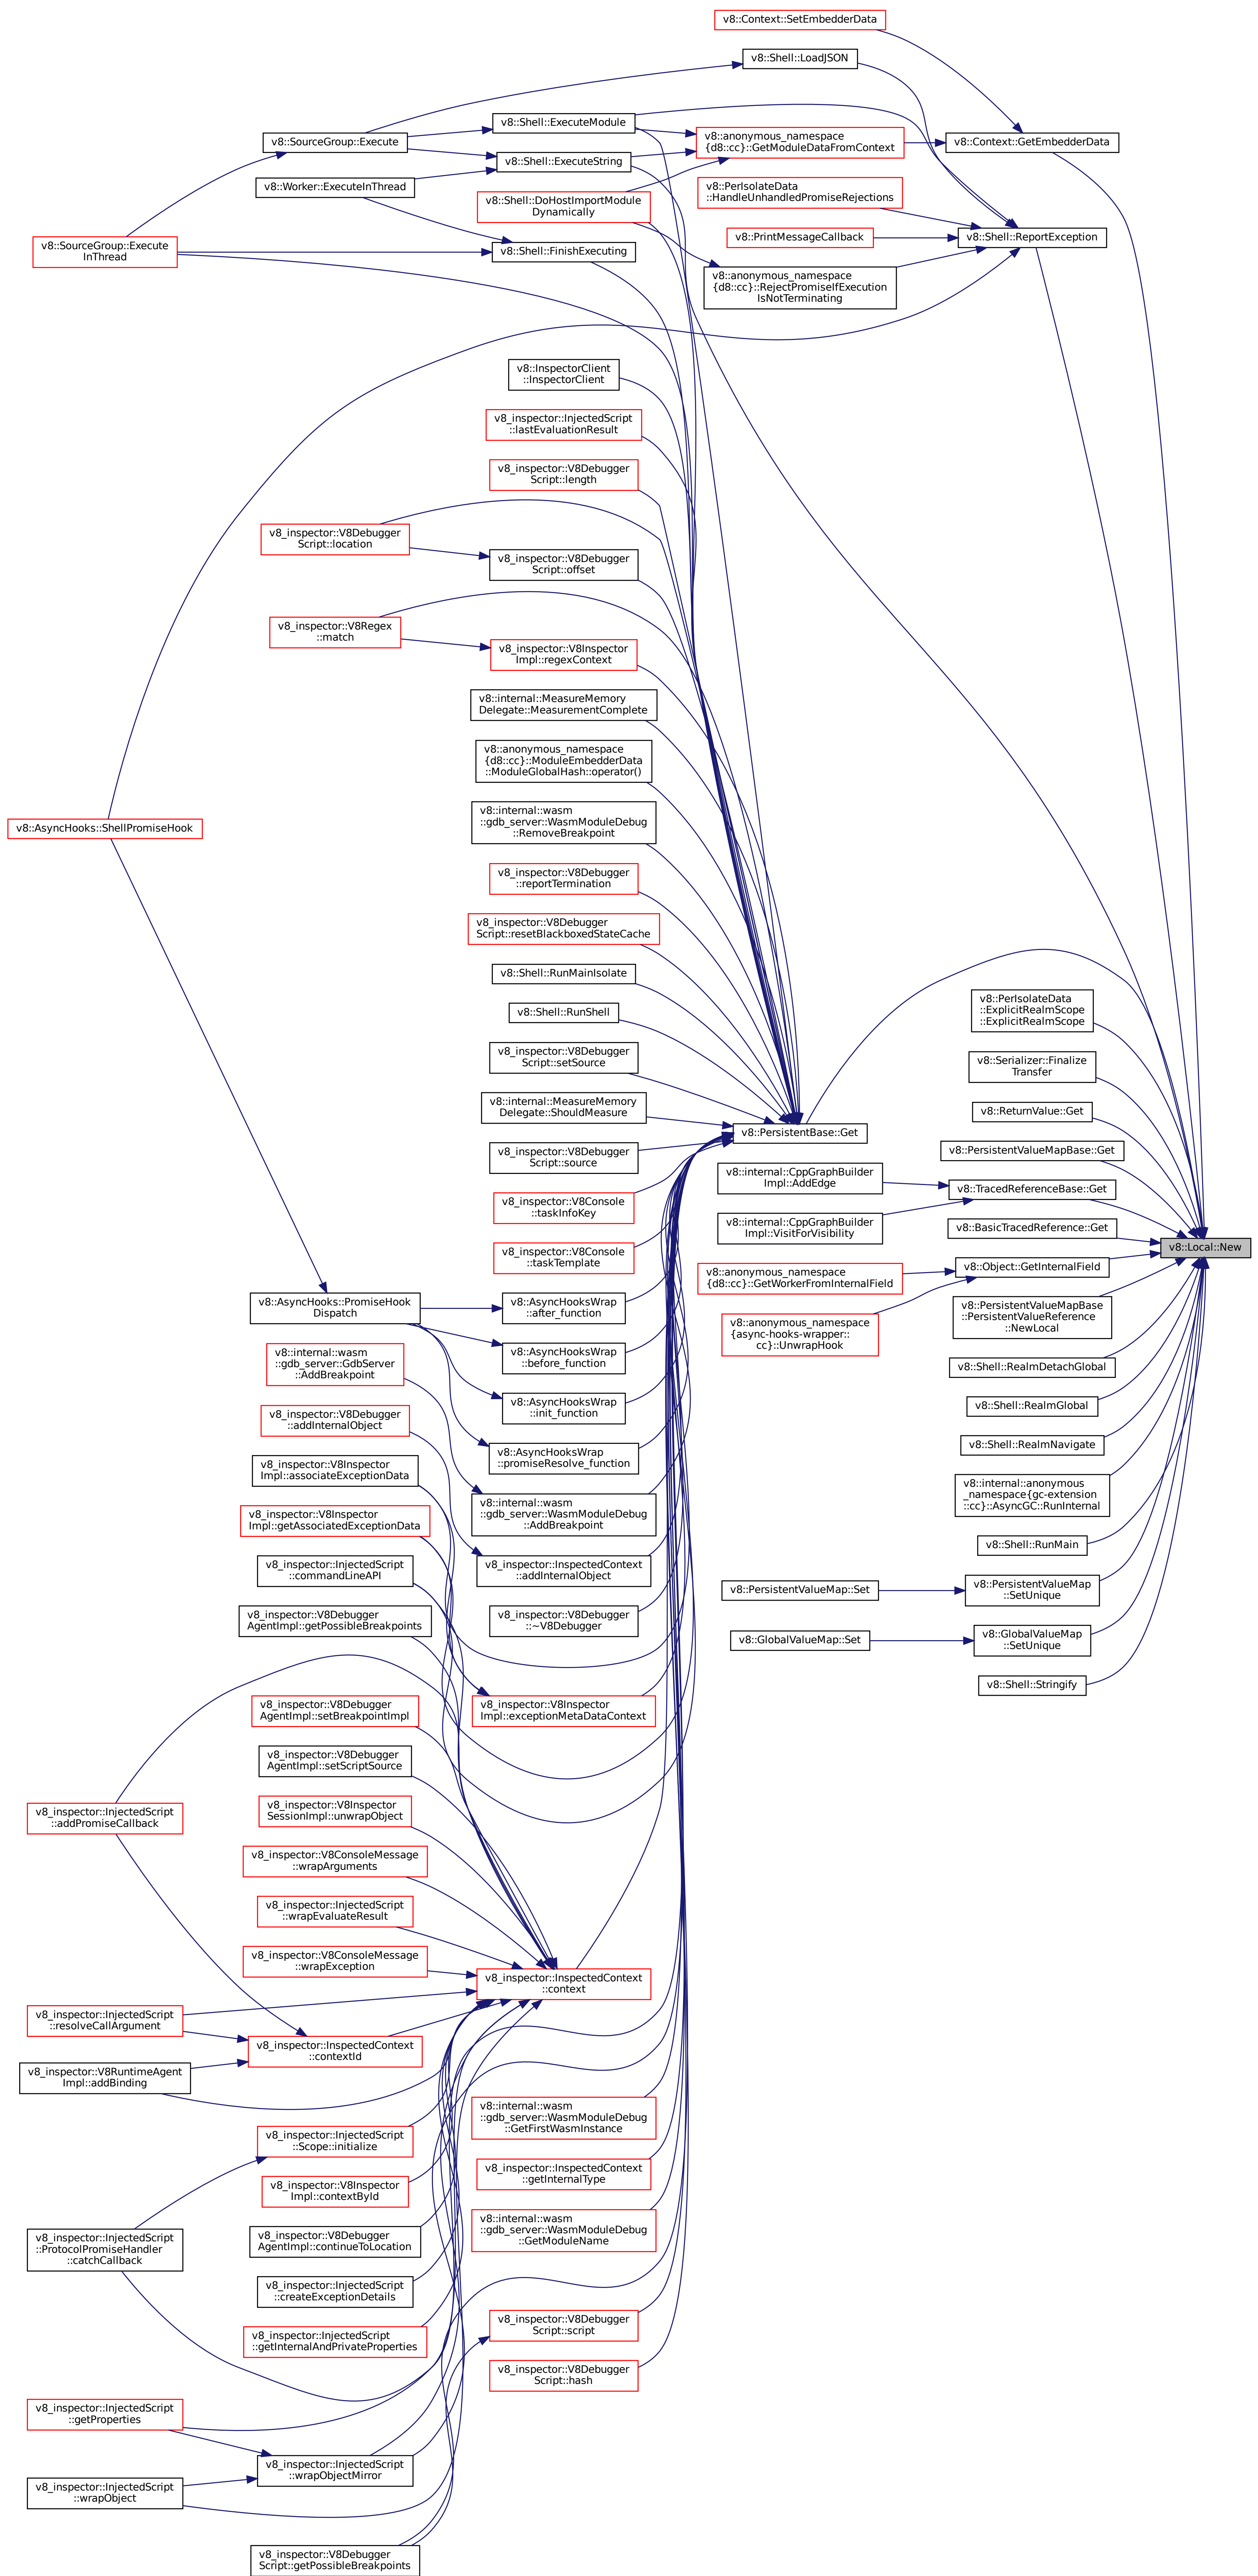 v8::Context::SetEmbedderData
v8::Shell::LoadJSON
v8::Shell::ExecuteModule
v8::SourceGroup::Execute
v8::anonymous_namespace
{d8::cc}::GetModuleDataFromContext
v8::Context::GetEmbedderData
v8::Shell::ExecuteString
v8::Worker::ExecuteInThread
v8::PerIsolateData
::HandleUnhandledPromiseRejections
v8::Shell::DoHostImportModule
Dynamically
v8::PrintMessageCallback
v8::Shell::ReportException
v8::SourceGroup::Execute
InThread
v8::Shell::FinishExecuting
v8::anonymous_namespace
{d8::cc}::RejectPromiseIfExecution
IsNotTerminating
v8::InspectorClient
::InspectorClient
v8_inspector::InjectedScript
::lastEvaluationResult
v8_inspector::V8Debugger
Script::length
v8_inspector::V8Debugger
Script::location
v8_inspector::V8Debugger
Script::offset
v8_inspector::V8Regex
::match
v8_inspector::V8Inspector
Impl::regexContext
v8::internal::MeasureMemory
Delegate::MeasurementComplete
v8::anonymous_namespace
{d8::cc}::ModuleEmbedderData
::ModuleGlobalHash::operator()
v8::internal::wasm
::gdb_server::WasmModuleDebug
::RemoveBreakpoint
v8::AsyncHooks::ShellPromiseHook
v8_inspector::V8Debugger
::reportTermination
v8_inspector::V8Debugger
Script::resetBlackboxedStateCache
v8::Shell::RunMainIsolate
v8::Shell::RunShell
v8_inspector::V8Debugger
Script::setSource
v8::internal::MeasureMemory
Delegate::ShouldMeasure
v8::PersistentBase::Get
v8_inspector::V8Debugger
Script::source
v8_inspector::V8Console
::taskInfoKey
v8_inspector::V8Console
::taskTemplate
v8::PerIsolateData
::ExplicitRealmScope
::ExplicitRealmScope
v8::Serializer::Finalize
Transfer
v8::ReturnValue::Get
v8::PersistentValueMapBase::Get
v8::internal::CppGraphBuilder
Impl::AddEdge
v8::TracedReferenceBase::Get
v8::internal::CppGraphBuilder
Impl::VisitForVisibility
v8::BasicTracedReference::Get
v8::Local::New
v8::Object::GetInternalField
v8::anonymous_namespace
{d8::cc}::GetWorkerFromInternalField
v8::anonymous_namespace
{async-hooks-wrapper::
cc}::UnwrapHook
v8::PersistentValueMapBase
::PersistentValueReference
::NewLocal
v8::Shell::RealmDetachGlobal
v8::Shell::RealmGlobal
v8::Shell::RealmNavigate
v8::internal::anonymous
_namespace{gc-extension
::cc}::AsyncGC::RunInternal
v8::Shell::RunMain
v8::PersistentValueMap::Set
v8::PersistentValueMap
::SetUnique
v8::GlobalValueMap::Set
v8::GlobalValueMap
::SetUnique
v8::Shell::Stringify
v8::AsyncHooks::PromiseHook
Dispatch
v8::AsyncHooksWrap
::after_function
v8::AsyncHooksWrap
::before_function
v8::internal::wasm
::gdb_server::GdbServer
::AddBreakpoint
v8::AsyncHooksWrap
::init_function
v8_inspector::V8Debugger
::addInternalObject
v8::AsyncHooksWrap
::promiseResolve_function
v8_inspector::V8Inspector
Impl::associateExceptionData
v8::internal::wasm
::gdb_server::WasmModuleDebug
::AddBreakpoint
v8_inspector::V8Inspector
Impl::getAssociatedExceptionData
v8_inspector::InjectedScript
::commandLineAPI
v8_inspector::InspectedContext
::addInternalObject
v8_inspector::V8Debugger
AgentImpl::getPossibleBreakpoints
v8_inspector::V8Debugger
::~V8Debugger
v8_inspector::V8Debugger
AgentImpl::setBreakpointImpl
v8_inspector::V8Inspector
Impl::exceptionMetaDataContext
v8_inspector::V8Debugger
AgentImpl::setScriptSource
v8_inspector::InjectedScript
::addPromiseCallback
v8_inspector::V8Inspector
SessionImpl::unwrapObject
v8_inspector::V8ConsoleMessage
::wrapArguments
v8_inspector::InjectedScript
::wrapEvaluateResult
v8_inspector::V8ConsoleMessage
::wrapException
v8_inspector::InspectedContext
::context
v8_inspector::InjectedScript
::resolveCallArgument
v8_inspector::InspectedContext
::contextId
v8_inspector::V8RuntimeAgent
Impl::addBinding
v8::internal::wasm
::gdb_server::WasmModuleDebug
::GetFirstWasmInstance
v8_inspector::InjectedScript
::Scope::initialize
v8_inspector::InspectedContext
::getInternalType
v8_inspector::V8Inspector
Impl::contextById
v8::internal::wasm
::gdb_server::WasmModuleDebug
::GetModuleName
v8_inspector::InjectedScript
::ProtocolPromiseHandler
::catchCallback
v8_inspector::V8Debugger
AgentImpl::continueToLocation
v8_inspector::InjectedScript
::createExceptionDetails
v8_inspector::V8Debugger
Script::script
v8_inspector::InjectedScript
::getInternalAndPrivateProperties
v8_inspector::V8Debugger
Script::hash
v8_inspector::InjectedScript
::getProperties
v8_inspector::InjectedScript
::wrapObjectMirror
v8_inspector::InjectedScript
::wrapObject
v8_inspector::V8Debugger
Script::getPossibleBreakpoints